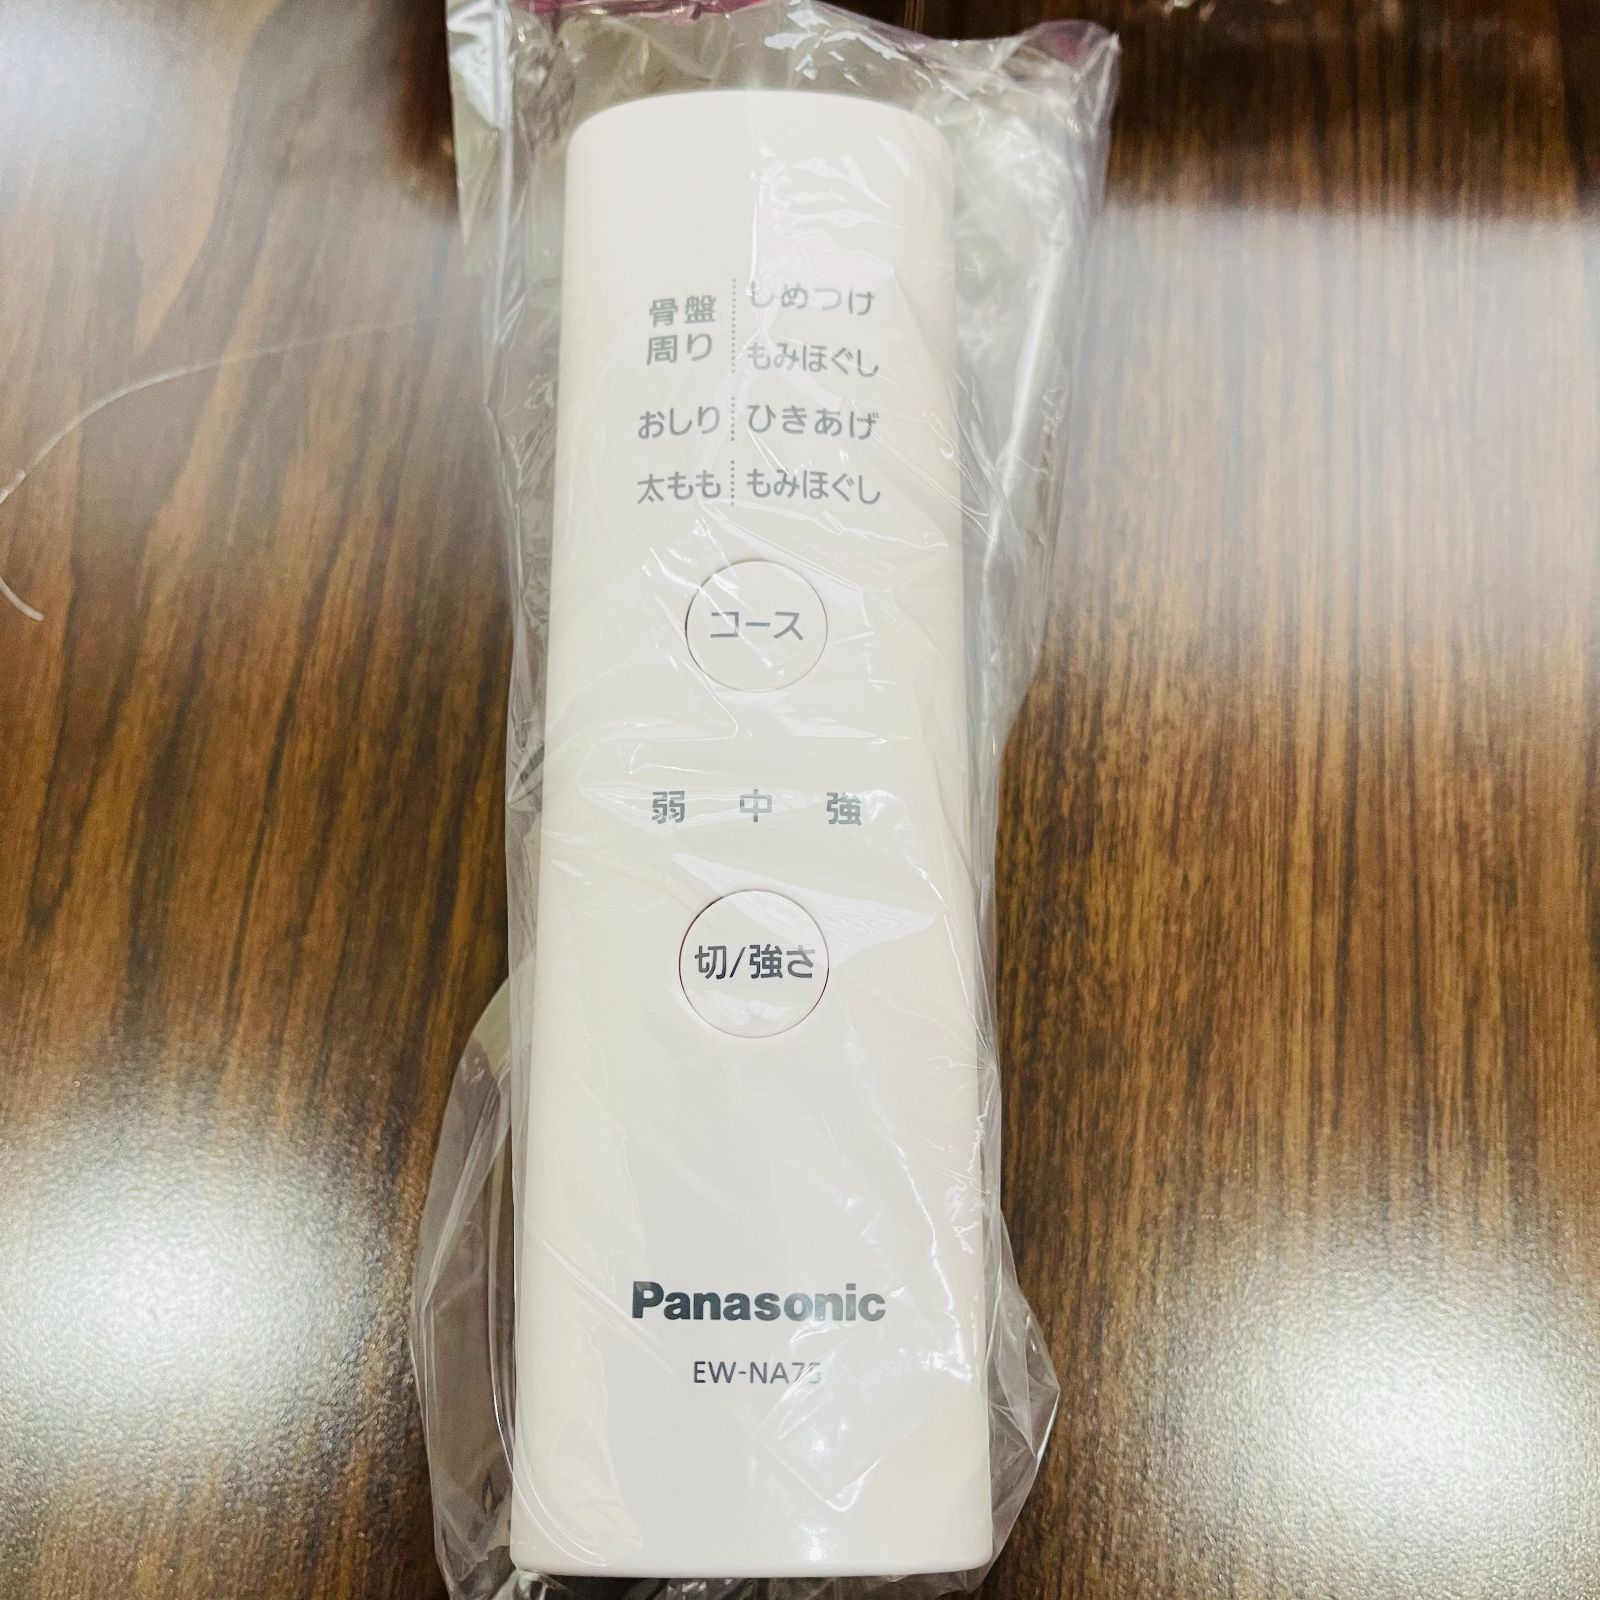 骨盤
周り
しめつけ
もみほぐし
おしり ひきあげ
太もも もみほぐし
コース
弱 中 強
切/強さ
Panasonic
EW-NA75